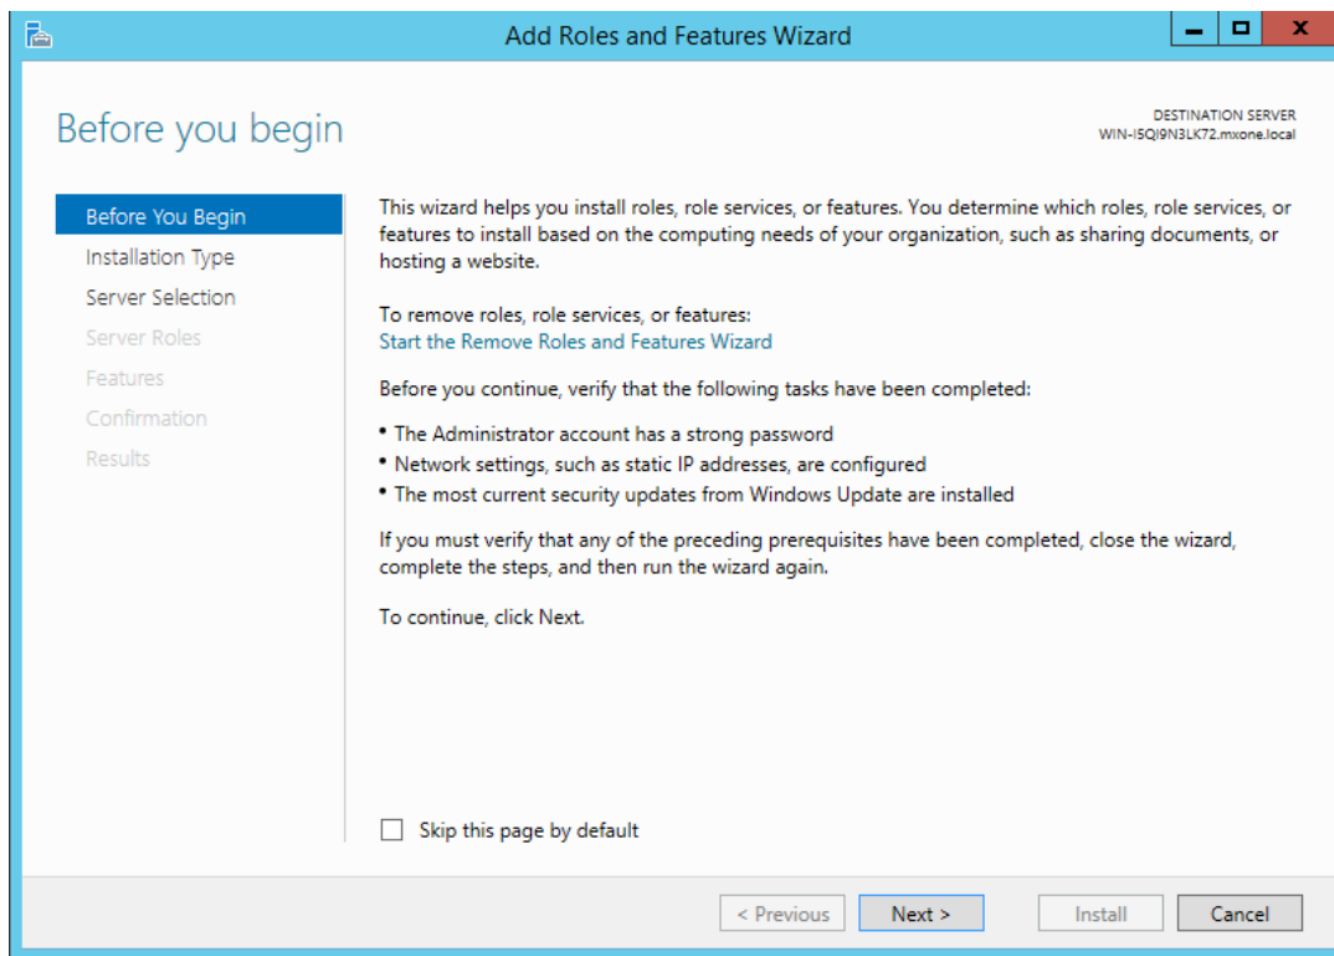 Add Roles and Features Wizard
Before you begin
DESTINATION SERVER
WIN-I5QI9N3LK72.mxone.local
Before You Begin
Installation Type
Server Selection
Server Roles
Features
Confirmation
Results
This wizard helps you install roles, role services, or features. You determine which roles, role services, or
features to install based on the computing needs of your organization, such as sharing documents, or
hosting a website.
To remove roles, role services, or features:
Start the Remove Roles and Features Wizard
Before you continue, verify that the following tasks have been completed:
• The Administrator account has a strong password
• Network settings, such as static IP addresses, are configured
• The most current security updates from Windows Update are installed
If you must verify that any of the preceding prerequisites have been completed, close the wizard,
complete the steps, and then run the wizard again.
To continue, click Next.
Skip this page by default
< Previous
Next >
Install
Cancel